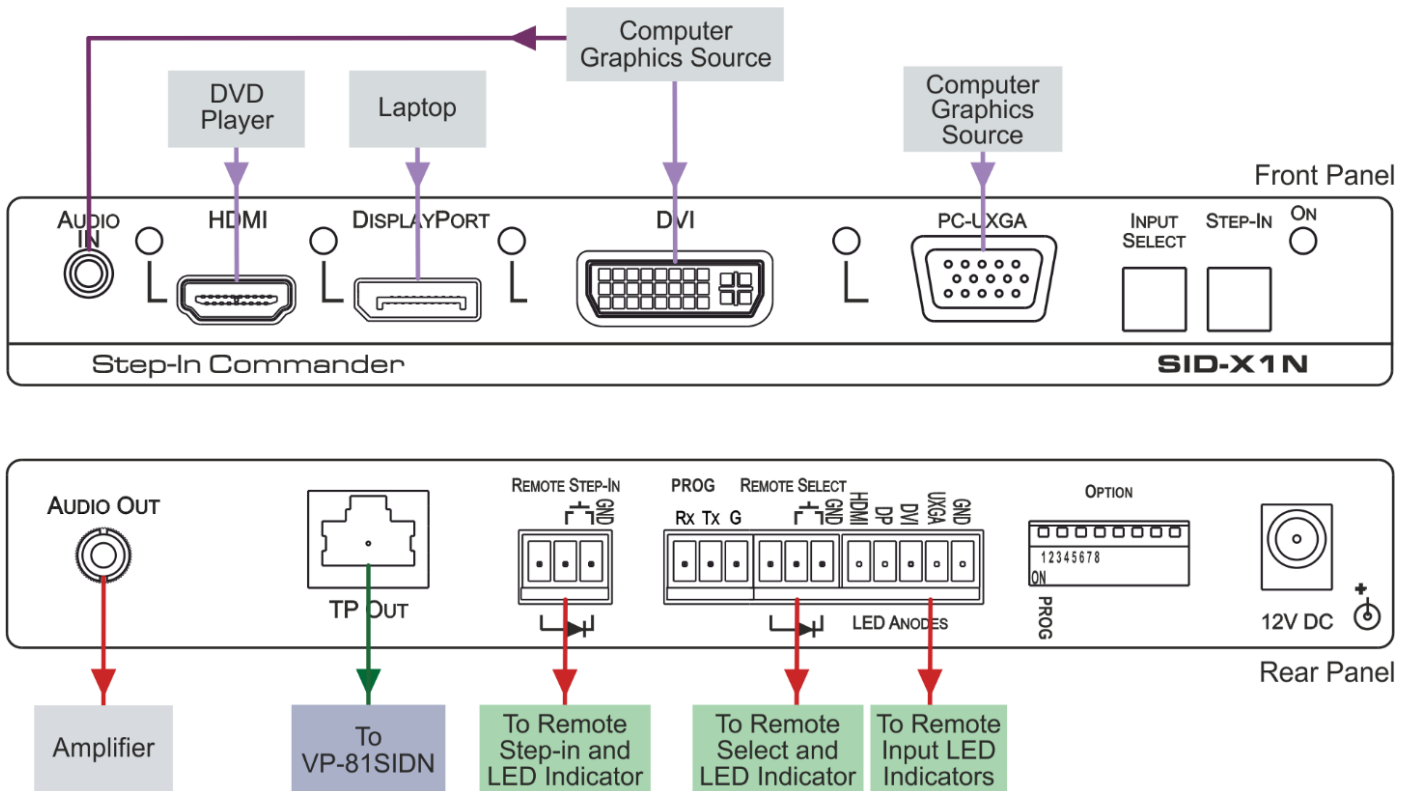 Computer
Graphics Source
DVD
Player
Laptop
Computer
Graphics
Source
Front Panel
AUDIO
IN
HDMI
DISPLAYPORT
DVI
PC-UXGA
INPUT
SELECT
STEP-IN
ON
Step-In Commander
SID-X1N
AUDIO OUT
TP OUT
REMOTE STEP-IN
GND
PROG
Rx Tx G
REMOTE SELECT
GND
HDMI
DP
DVI
UXGA
GND
LED ANODES
OPTION
12345678
ON
PROG
12V DC
+
Rear Panel
Amplifier
To
VP-81SIDN
To Remote
Step-in and
LED Indicator
To Remote
Select and
LED Indicator
To Remote
Input LED
Indicators